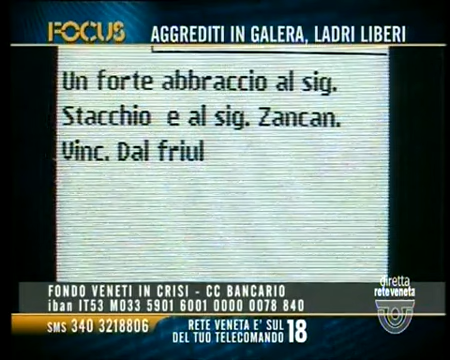 FOCUS AGGREDITI IN GALERA, LADRI LIBERI
Un forte abbraccio al sig.
Stacchio e al sig. Zancan.
Vinc. Dal friul
diretta
reteveneta
FONDO VENETI IN CRISI - CC BANCARIO
iban IT53 M033 5901 6001 0000 0078 840
SMS 340 3218806 RETE VENETA E' SUL
DEL TUO TELECOMANDO 18